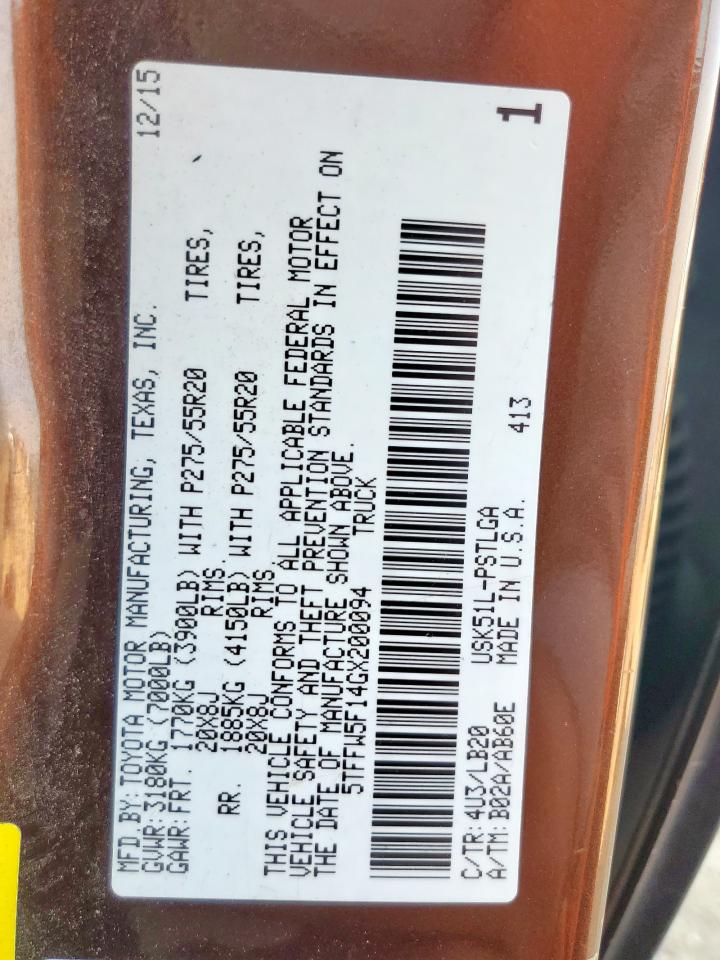 MFD.BY:TOYOTA MOTOR MANUFACTURING, TEXAS, INC. 12/15
GVWR:3180KG (7000LB)
GAWR:FRT. 1770KG (3900LB) WITH P275/55R20 TIRES,
20X8J RIMS.
RR. 1885KG (4150LB) WITH P275/55R20 TIRES,
20X8J RIMS.
THIS VEHICLE CONFORMS TO ALL APPLICABLE FEDERAL MOTOR
VEHICLE SAFETY AND THEFT PREVENTION STANDARDS IN EFFECT ON
THE DATE OF MANUFACTURE SHOWN ABOVE.
5TFFW5F14GX200094 TRUCK
C/TR:4U3/LB20 USK51L-PSTLGA 413
A/TM:B02A/AB60E MADE IN U.S.A. 1